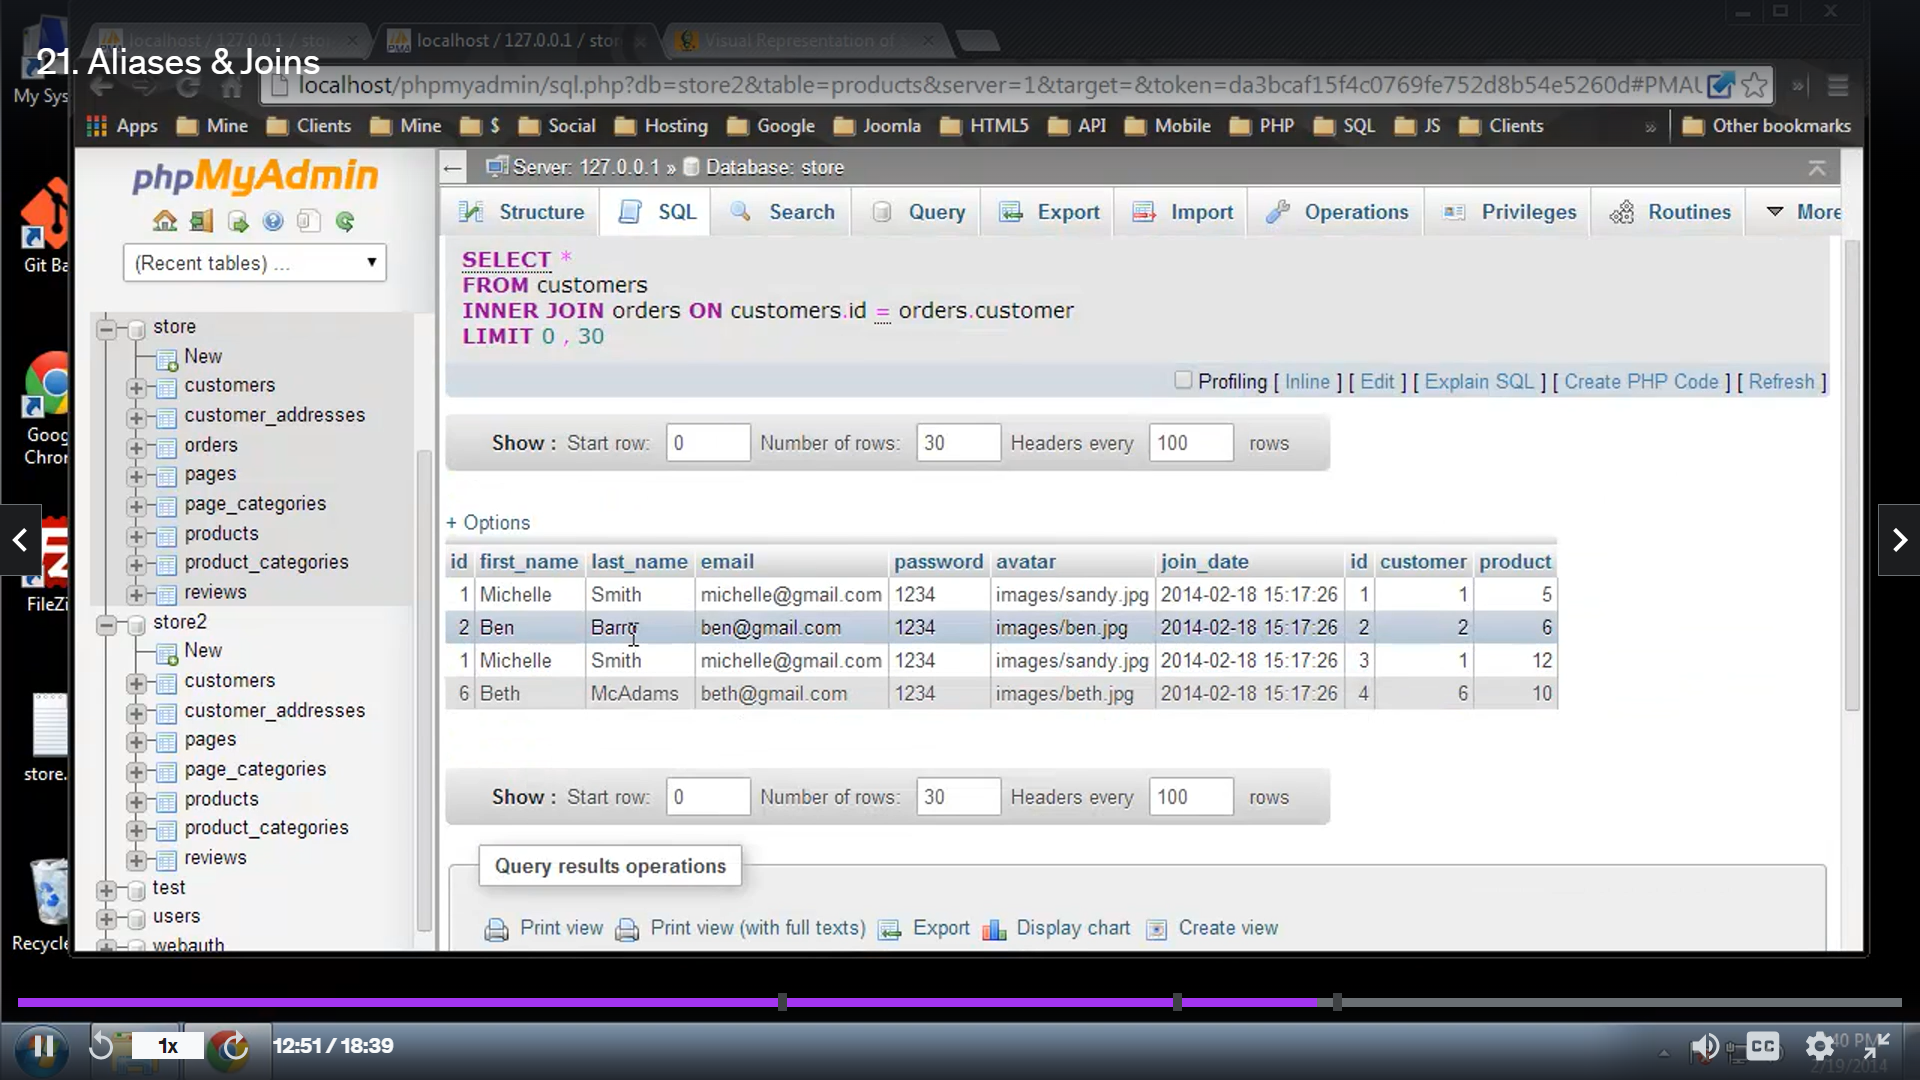 21. Aliases & Joins
localhost / 127.0.0.1 / stor
localhost / 127.0.0.1 / stor
Visual Representation of
localhost/phpmyadmin/sql.php?db=store2&table=products&server=1&target=&token=da3bcaf15f4c0769fe752d8b54e5260d#PMAU
Apps Mine Clients Mine $ Social Hosting Google Joomla HTML5 API Mobile PHP SQL JS Clients » Other bookmarks
My Sys
Git Ba
Goog
Chron
FileZi
store.
Recycle
phpMyAdmin
(Recent tables) ...
store
New
customers
customer_addresses
orders
pages
page_categories
products
product_categories
reviews
store2
New
customers
customer_addresses
pages
page_categories
products
product_categories
reviews
test
users
webauth
Server: 127.0.0.1 » Database: store
Structure SQL Search Query Export Import Operations Privileges Routines More
SELECT *
FROM customers
INNER JOIN orders ON customers.id = orders.customer
LIMIT 0 , 30
Profiling [ Inline ] [ Edit ] [ Explain SQL ] [ Create PHP Code ] [ Refresh ]
Show : Start row: 0 Number of rows: 30 Headers every 100 rows
+ Options
id first_name last_name email password avatar join_date id customer product
1 Michelle Smith michelle@gmail.com 1234 images/sandy.jpg 2014-02-18 15:17:26 1 1 5
2 Ben ben@gmail.com 1234 images/ben.jpg 2014-02-18 15:17:26 2 2 6
1 Michelle Smith michelle@gmail.com 1234 images/sandy.jpg 2014-02-18 15:17:26 3 1 12
6 Beth McAdams beth@gmail.com 1234 images/beth.jpg 2014-02-18 15:17:26 4 6 10
Show : Start row: 0 Number of rows: 30 Headers every 100 rows
Query results operations
Print view Print view (with full texts) Export Display chart Create view
1x 12:51 / 18:39 CC
40 PM
2/19/2014